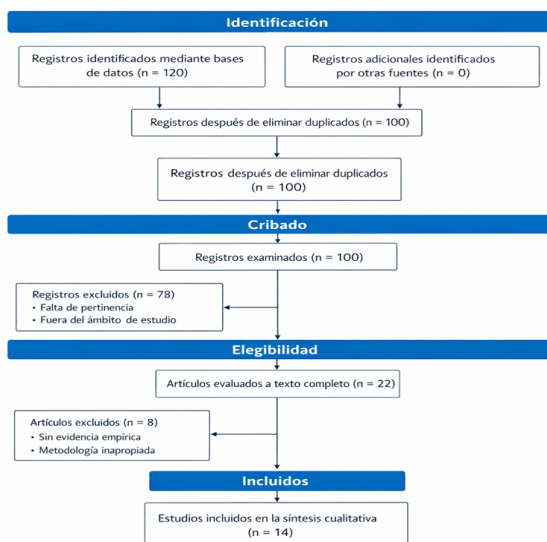 Identificación
Registros identificados mediante bases
de datos (n = 120)
Registros adicionales identificados
por otras fuentes (n = 0)
Registros después de eliminar duplicados (n = 100)
Registros después de eliminar duplicados
(n = 100)
Cribado
Registros examinados (n = 100)
Registros excluidos (n = 78)
• Falta de pertinencia
• Fuera del ámbito de estudio
Elegibilidad
Artículos evaluados a texto completo (n = 22)
Artículos excluidos (n = 8)
• Sin evidencia empírica
• Metodología inapropiada
Incluidos
Estudios incluidos en la síntesis cualitativa
(n = 14)